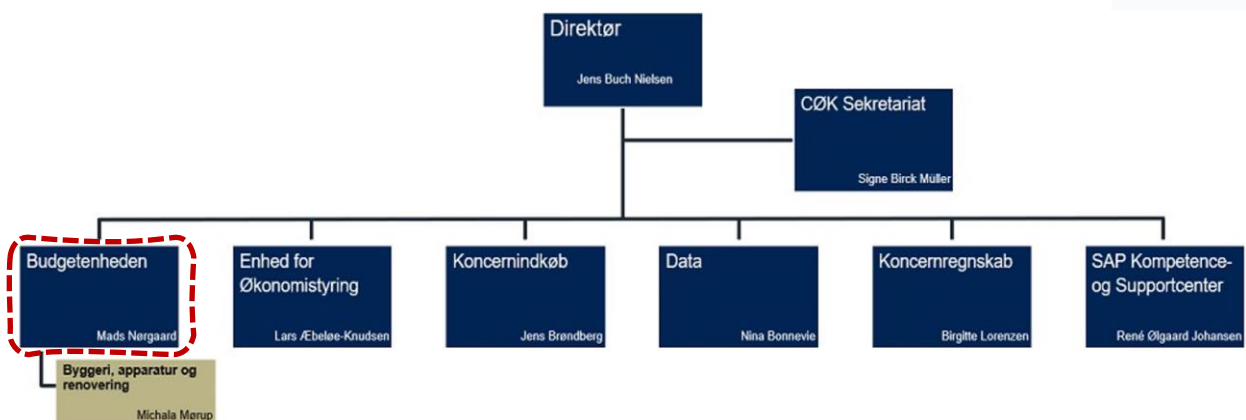 Direktør
Jens Buch Nielsen
CØK Sekretariat
Signe Birck Müller
Budgetenheden
Mads Nørgaard
Enhed for
Økonomistyring
Lars Æbeløe-Knudsen
Koncernindkøb
Jens Brøndberg
Data
Nina Bonnevie
Koncernregnskab
Birgitte Lorenzen
SAP Kompetence-
og Supportcenter
René Ølgaard Johansen
Byggeri, apparatur og
renovering
Michala Mørup